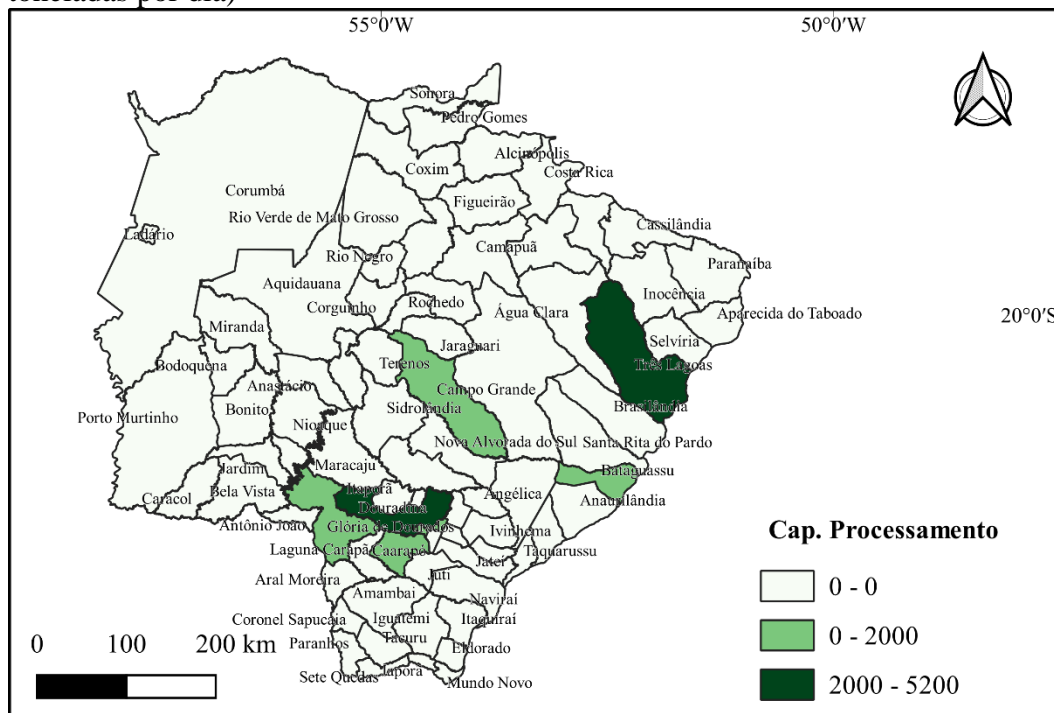 toneladas por dia)
55°0′W
50°0′W
Sonora
Pedro Gomes
Alcinópolis
Coxim
Costa Rica
Corumbá
Figueirão
Rio Verde de Mato Grosso
Cassilândia
Ladário
Camapuã
Rio Negro
Paranaíba
Aquidauana
Inocência
Corguinho
Rochedo
Água Clara
Aparecida do Taboado
20°0′S
Miranda
Jaraguari
Selvíria
Bodoquena
Terenos
Três Lagoas
Anastácio
Campo Grande
Porto Murtinho
Bonito
Sidrolândia
Brasilândia
Nioaque
Nova Alvorada do Sul
Santa Rita do Pardo
Jardim
Maracaju
Bataguassu
Caracol
Bela Vista
Itaporã
Angélica
Anaurilândia
Douradina
Antônio João
Glória de Dourados
Ivinhema
Cap. Processamento
Laguna Carapã
Caarapó
Taquarussu
Jateí
Aral Moreira
Juti
0 - 0
Amambai
Naviraí
Coronel Sapucaia
Iguatemi
Itaquiraí
0 - 2000
Paranhos
Tacuru
Eldorado
0 100 200 km
Sete Quedas
Japorã
Mundo Novo
2000 - 5200